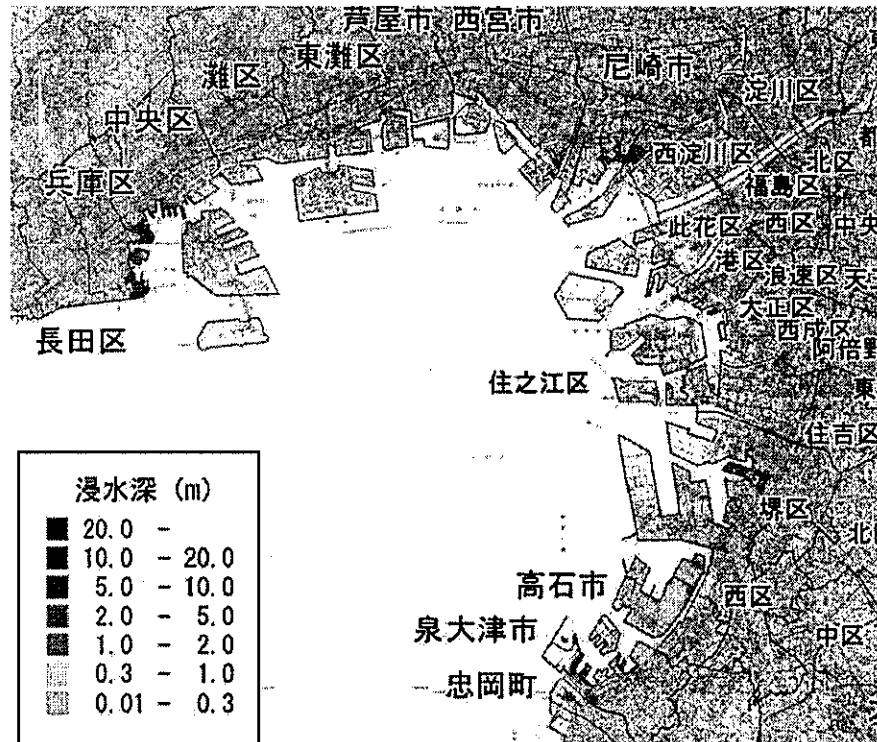 芦屋市 西宮市
東灘区
灘区
尼崎市
淀川区
中央区
西淀川区
北区
兵庫区
福島区
此花区
西区
中央
港区
浪速区
大正区
西成区
長田区
阿倍野
住之江区
東
住吉区
浸水深 (m)
20.0 -
10.0 - 20.0
5.0 - 10.0
2.0 - 5.0
1.0 - 2.0
0.3 - 1.0
0.01 - 0.3
堺区
北
高石市
西区
泉大津市
中区
忠岡町